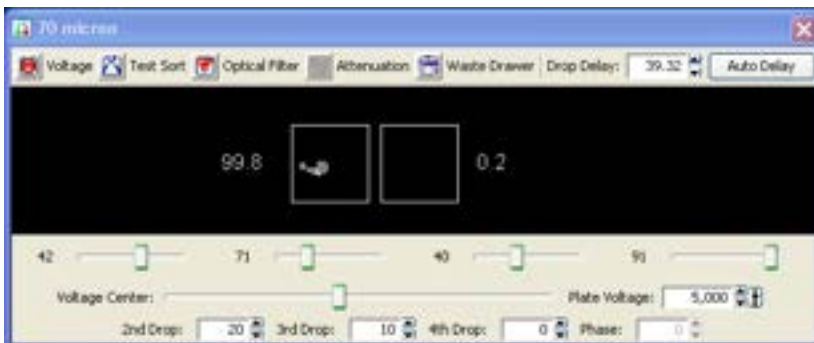 70 micron
Voltage Test Sort Optical Filter Attenuation Waste Drawer Drop Delay: 39.32 Auto Delay
99.8 0.2
42 71 40 91
Voltage Center: Plate Voltage: 5,000
2nd Drop: 20 3rd Drop: 10 4th Drop: 0 Phase: 0